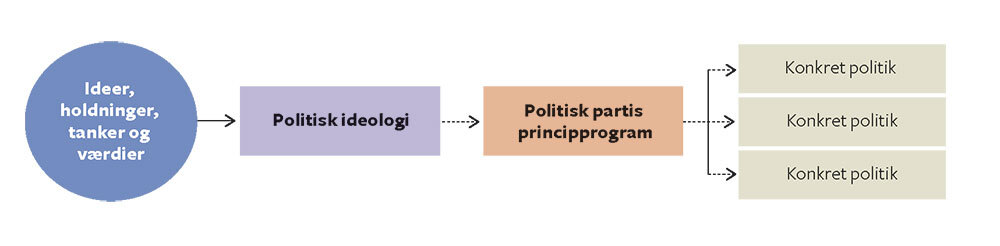 Ideer,
holdninger,
tanker og
værdier
Politisk ideologi
Politisk partis
principprogram
Konkret politik
Konkret politik
Konkret politik